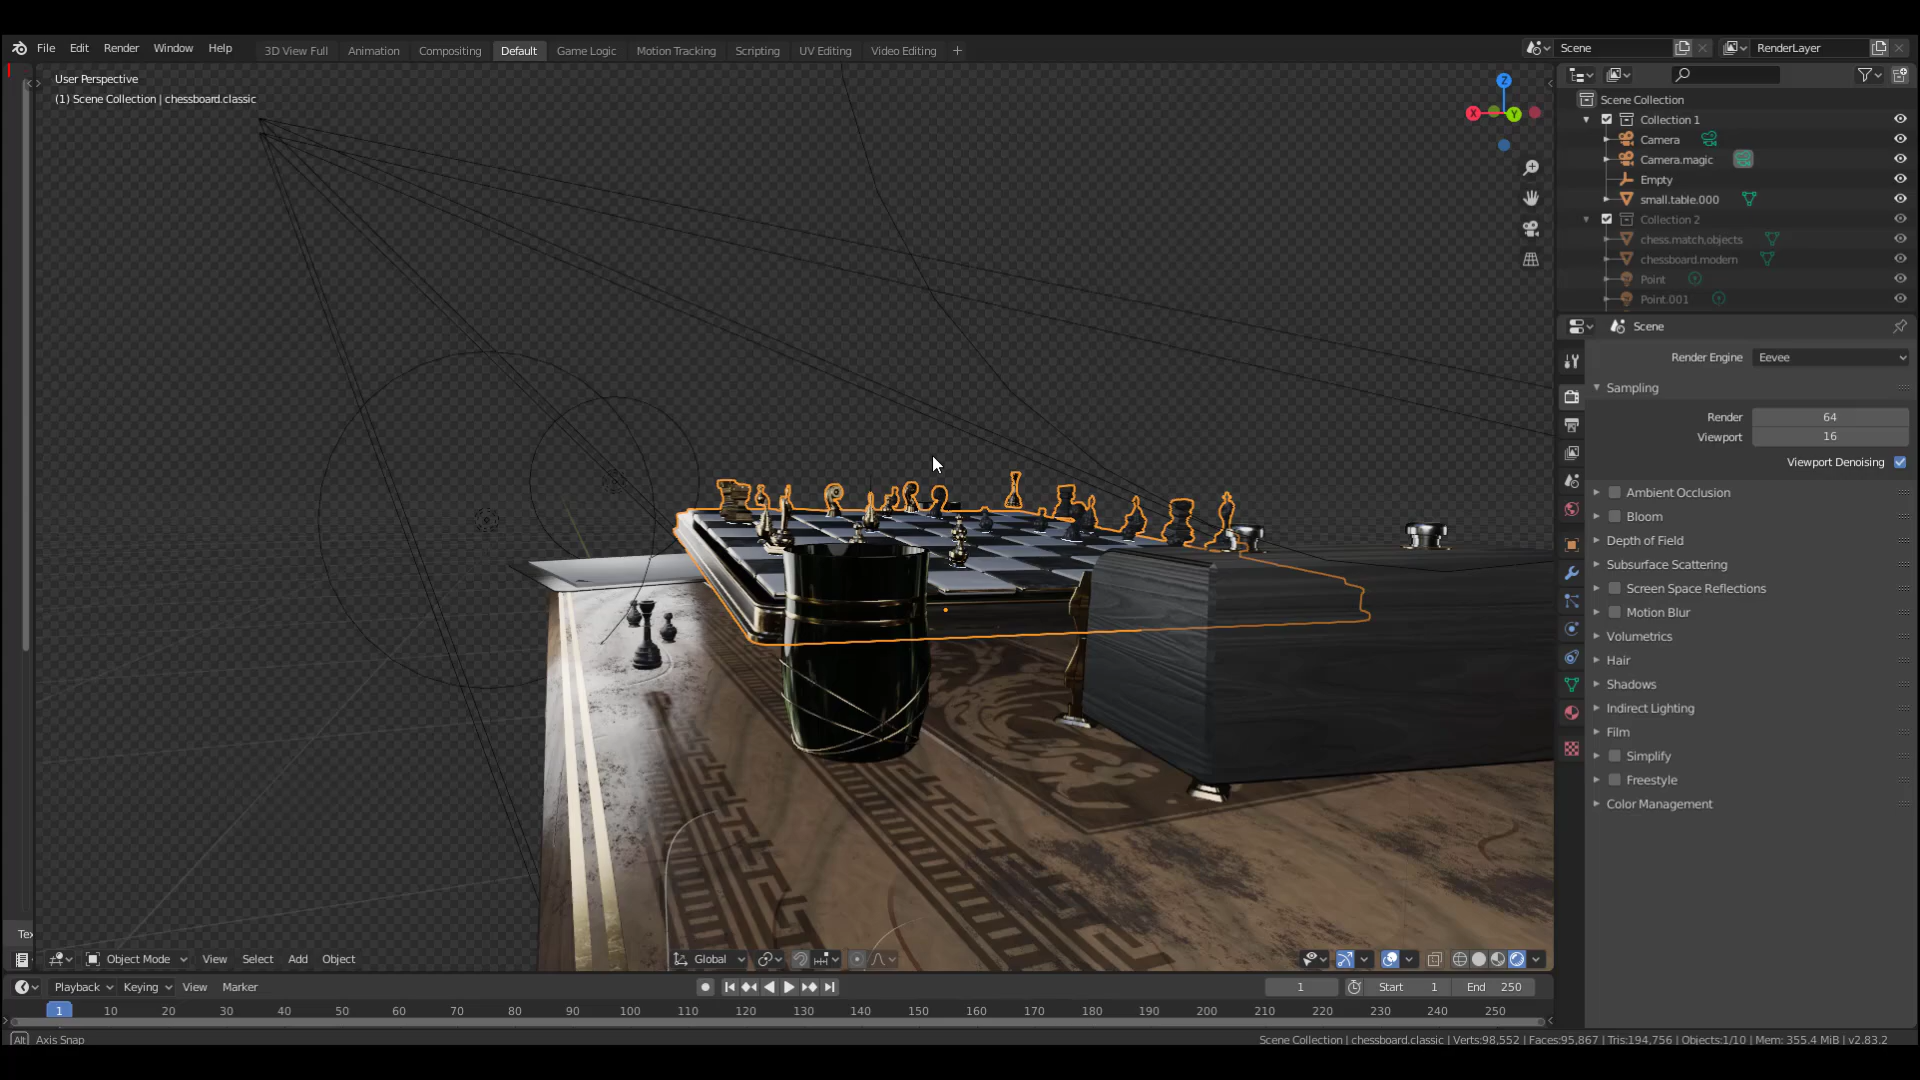 File Edit Render Window Help
3D View Full Animation Compositing Default Game Logic Motion Tracking Scripting UV Editing Video Editing +
Scene RenderLayer
User Perspective
(1) Scene Collection | chessboard.classic
Z
X Y
Scene Collection
Collection 1
Camera
Camera.magic
Empty
small.table.000
Collection 2
chess.match.objects
chessboard.modern
Point
Point.001
Scene
Render Engine Eevee
Sampling
Render 64
Viewport 16
Viewport Denoising
Ambient Occlusion
Bloom
Depth of Field
Subsurface Scattering
Screen Space Reflections
Motion Blur
Volumetrics
Hair
Shadows
Indirect Lighting
Film
Simplify
Freestyle
Color Management
Tex
Object Mode View Select Add Object Global
Playback Keying View Marker 1 Start 1 End 250
1 10 20 30 40 50 60 70 80 90 100 110 120 130 140 150 160 170 180 190 200 210 220 230 240 250
Alt Axis Snap
Scene Collection | chessboard.classic | Verts:98,552 | Faces:95,867 | Tris:194,756 | Objects:1/10 | Mem: 355.4 MiB | v2.83.2